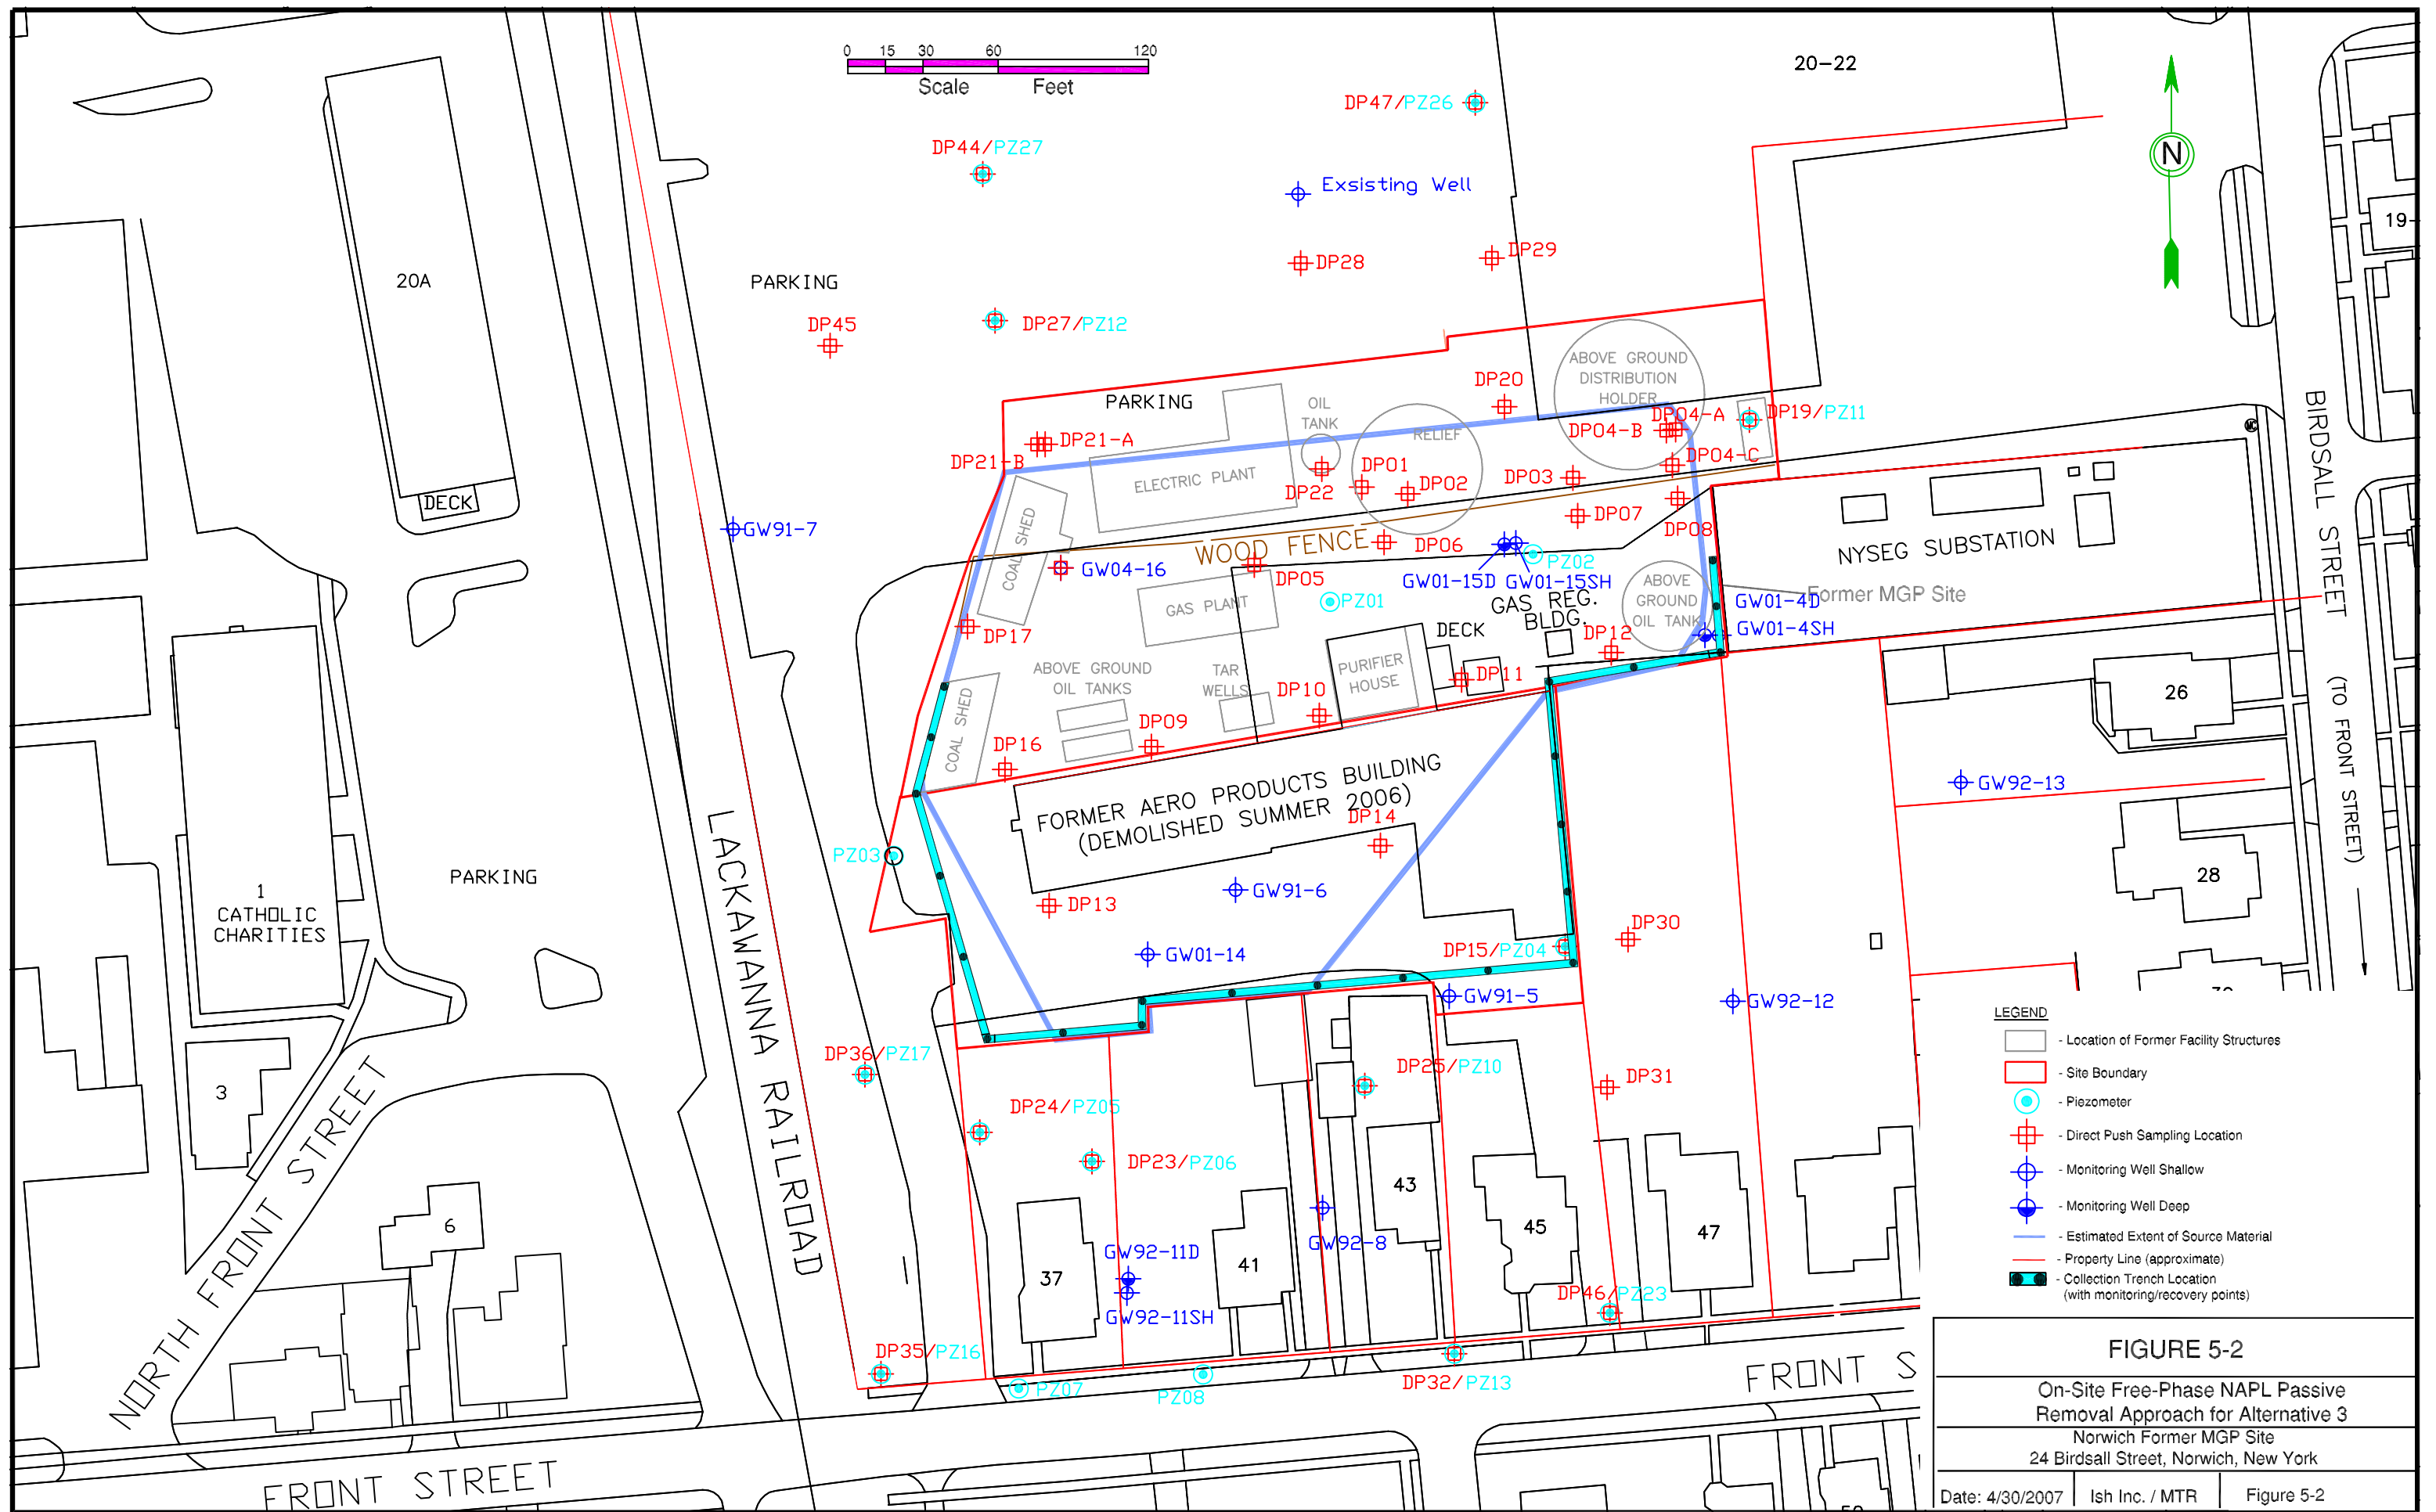 0 15 30 60 120
Scale Feet
20-22
DP47/PZ26
DP44/PZ27
N
Exsisting Well
19-
20A
PARKING
DP28
DP29
DP45
DP27/PZ12
ABOVE GROUND
DISTRIBUTION
HOLDER
DP20
PARKING
OIL
TANK
RELIEF
DP04-A
DP19/PZ11
DP04-B
DP21-A
DP21-B
DP04-C
DP01
DP22
DP02
DP03
ELECTRIC PLANT
DECK
COAL SHED
GW91-7
DP07
DP08
WOOD FENCE
DP06
NYSEG SUBSTATION
BIRDSALL STREET (TO FRONT STREET)
GW04-16
DP05
PZ02
GW01-15D GW01-15SH
GAS PLANT
PZ01
GAS REG.
BLDG.
ABOVE
GROUND
OIL TANK
Former MGP Site
GW01-4D
GW01-4SH
DP17
DECK
DP12
ABOVE GROUND
OIL TANKS
TAR
WELLS
PURIFIER
HOUSE
DP11
DP10
26
COAL SHED
DP09
DP16
FORMER AERO PRODUCTS BUILDING
(DEMOLISHED SUMMER 2006)
GW92-13
DP14
PZ03
LACKAWANNA RAILROAD
PARKING
1
CATHOLIC
CHARITIES
28
GW91-6
DP13
DP30
GW01-14
DP15/PZ04
GW91-5
GW92-12
DP36/PZ17
DP25/PZ10
3
DP24/PZ05
DP31
DP23/PZ06
NORTH FRONT STREET
6
43
45
47
GW92-8
GW92-11D
37
41
GW92-11SH
DP46/PZ23
DP35/PZ16
PZ07
PZ08
DP32/PZ13
FRONT S
FRONT STREET
LEGEND
- Location of Former Facility Structures
- Site Boundary
- Piezometer
- Direct Push Sampling Location
- Monitoring Well Shallow
- Monitoring Well Deep
- Estimated Extent of Source Material
- Property Line (approximate)
- Collection Trench Location
(with monitoring/recovery points)
FIGURE 5-2
On-Site Free-Phase NAPL Passive
Removal Approach for Alternative 3
Norwich Former MGP Site
24 Birdsall Street, Norwich, New York
Date: 4/30/2007 Ish Inc. / MTR Figure 5-2